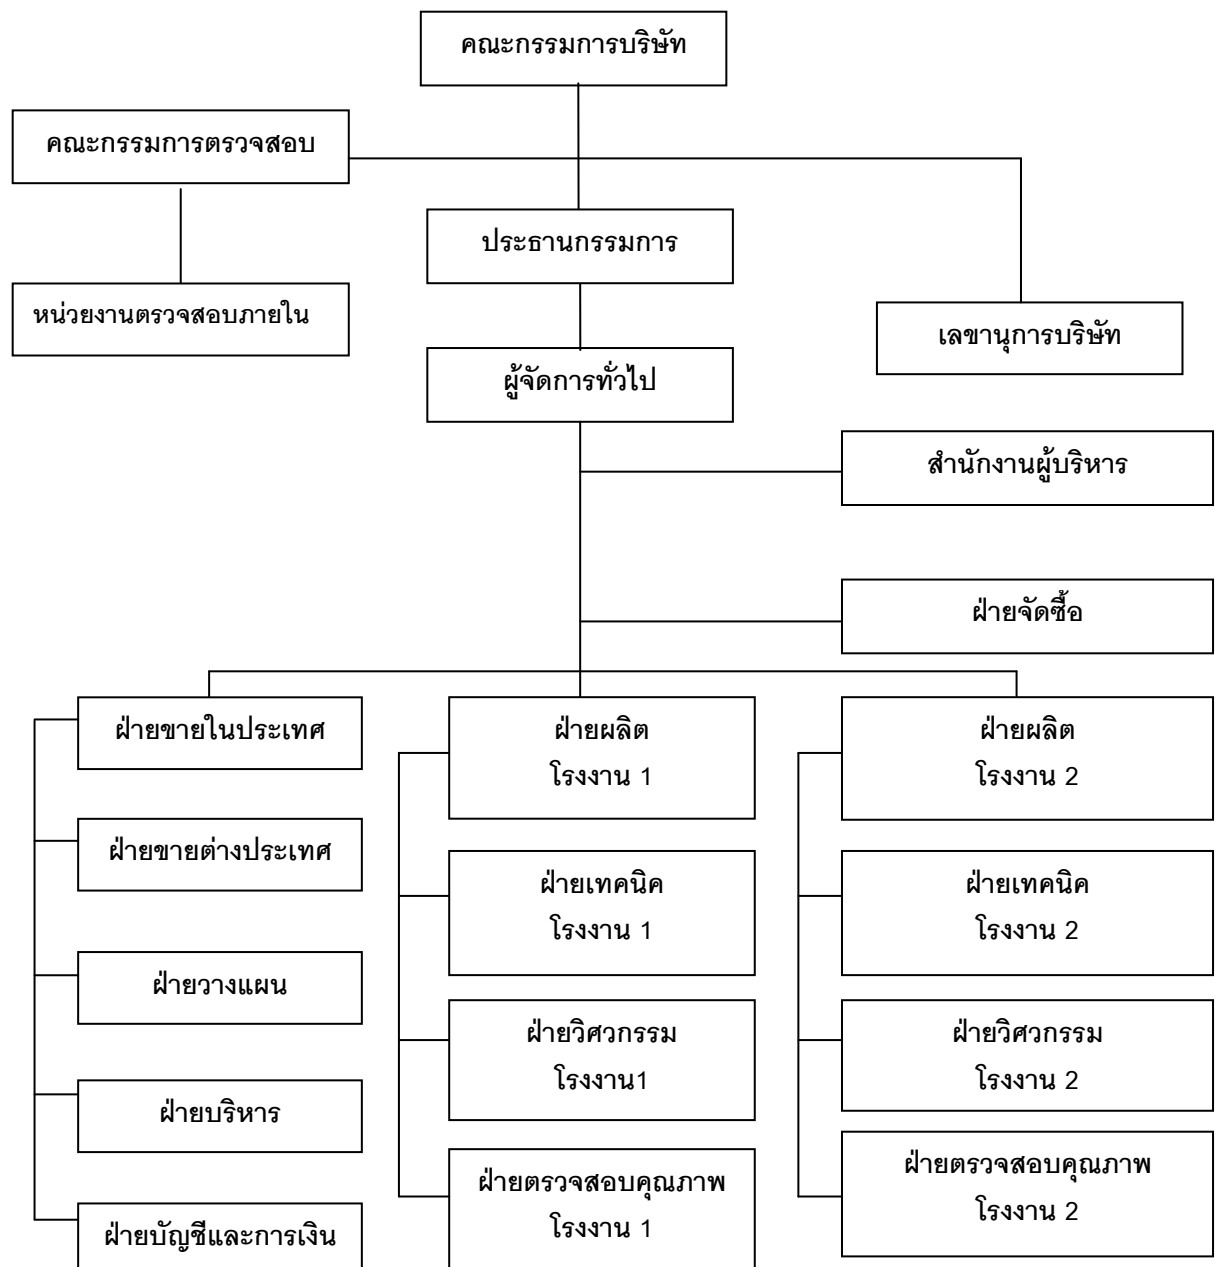 คณะกรรมการบริษัท
คณะกรรมการตรวจสอบ
ประธานกรรมการ
หน่วยงานตรวจสอบภายใน
เลขานุการบริษัท
ผู้จัดการทั่วไป
สำนักงานผู้บริหาร
ฝ่ายจัดซื้อ
ฝ่ายขายในประเทศ
ฝ่ายขายต่างประเทศ
ฝ่ายวางแผน
ฝ่ายบริหาร
ฝ่ายบัญชีและการเงิน
ฝ่ายผลิต
โรงงาน 1
ฝ่ายเทคนิค
โรงงาน 1
ฝ่ายวิศวกรรม
โรงงาน1
ฝ่ายตรวจสอบคุณภาพ
โรงงาน 1
ฝ่ายผลิต
โรงงาน 2
ฝ่ายเทคนิค
โรงงาน 2
ฝ่ายวิศวกรรม
โรงงาน 2
ฝ่ายตรวจสอบคุณภาพ
โรงงาน 2